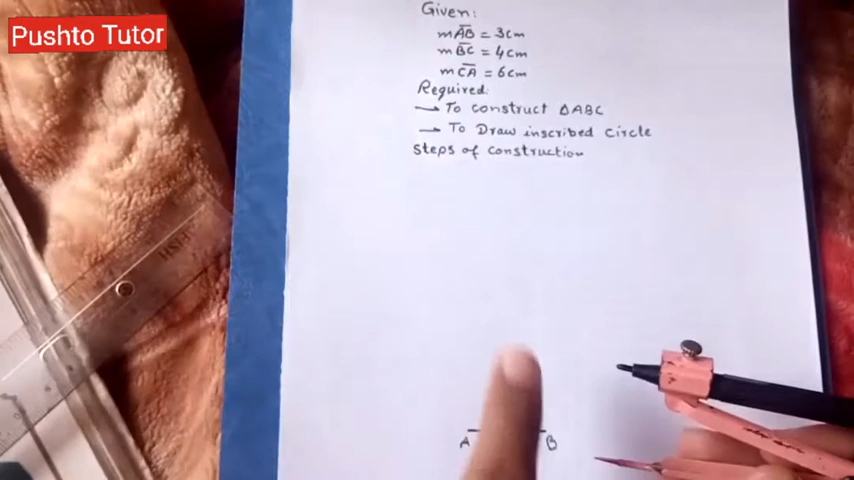 Pushto Tutor
Given:
mAB = 3cm
mBC = 4cm
mCA = 6cm
Required:
→ To construct ΔABC
→ To Draw inscribed circle
steps of construction
A B